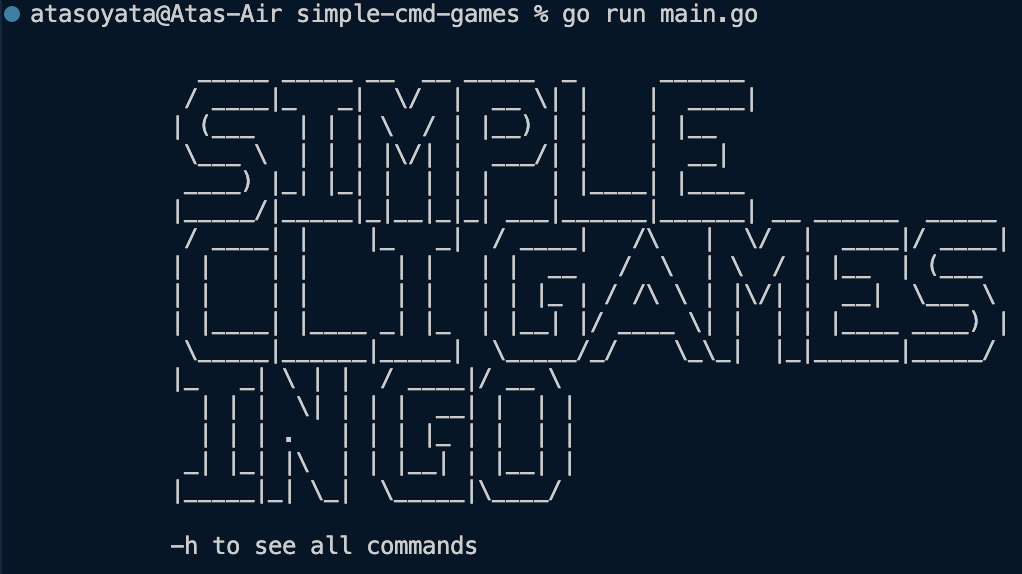 atasoyata@Atas-Air simple-cmd-games % go run main.go
SIMPLE
CLI GAMES
IN GO
-h to see all commands